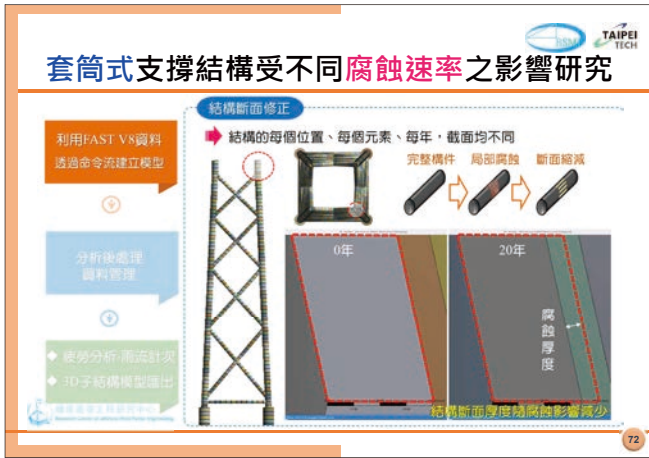 BSMI
TAIPEI
TECH
套筒式支撐結構受不同腐蝕速率之影響研究
利用FAST V8資料
透過命令流建立模型
分析後處理
資料管理
◆ 疲勞分析-雨流計次
◆ 3D子結構模型匯出
結構斷面修正
結構的每個位置、每個元素、每年，截面均不同
完整構件
局部腐蝕
斷面縮減
0年
20年
腐蝕厚度
結構斷面厚度隨腐蝕影響減少
72